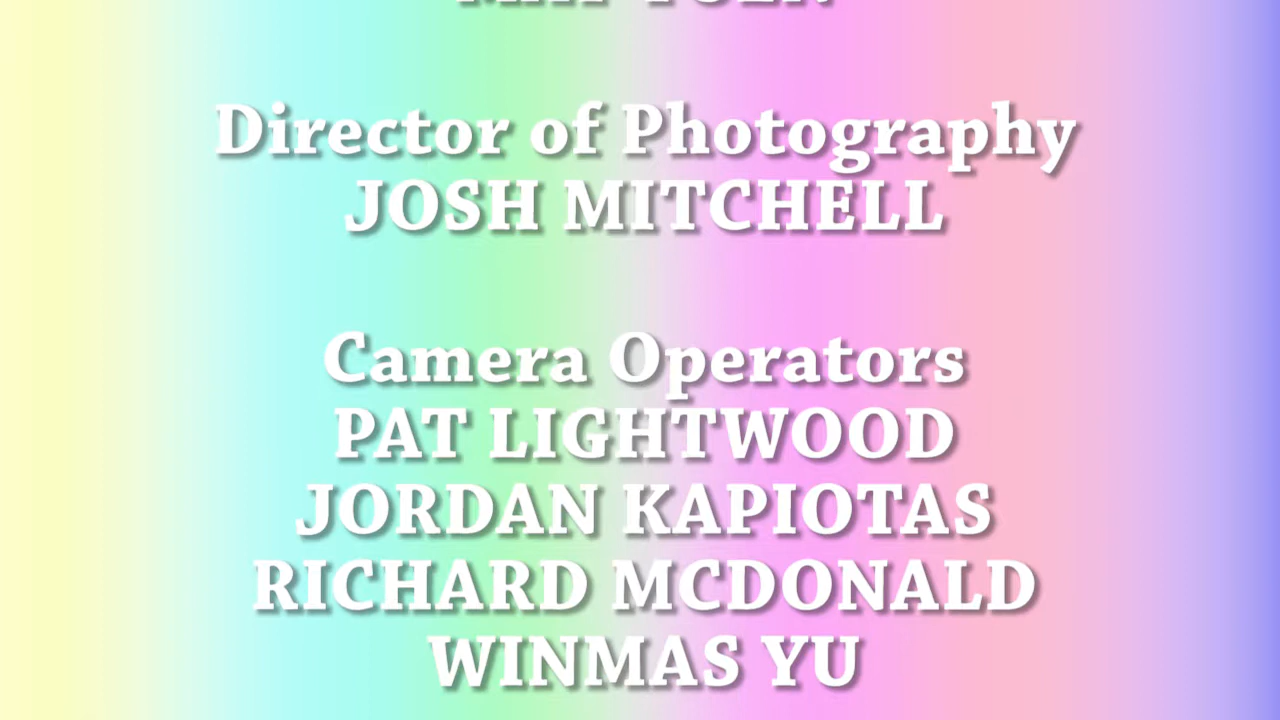 Director of Photography
JOSH MITCHELL
Camera Operators
PAT LIGHTWOOD
JORDAN KAPIOTAS
RICHARD MCDONALD
WINMAS YU